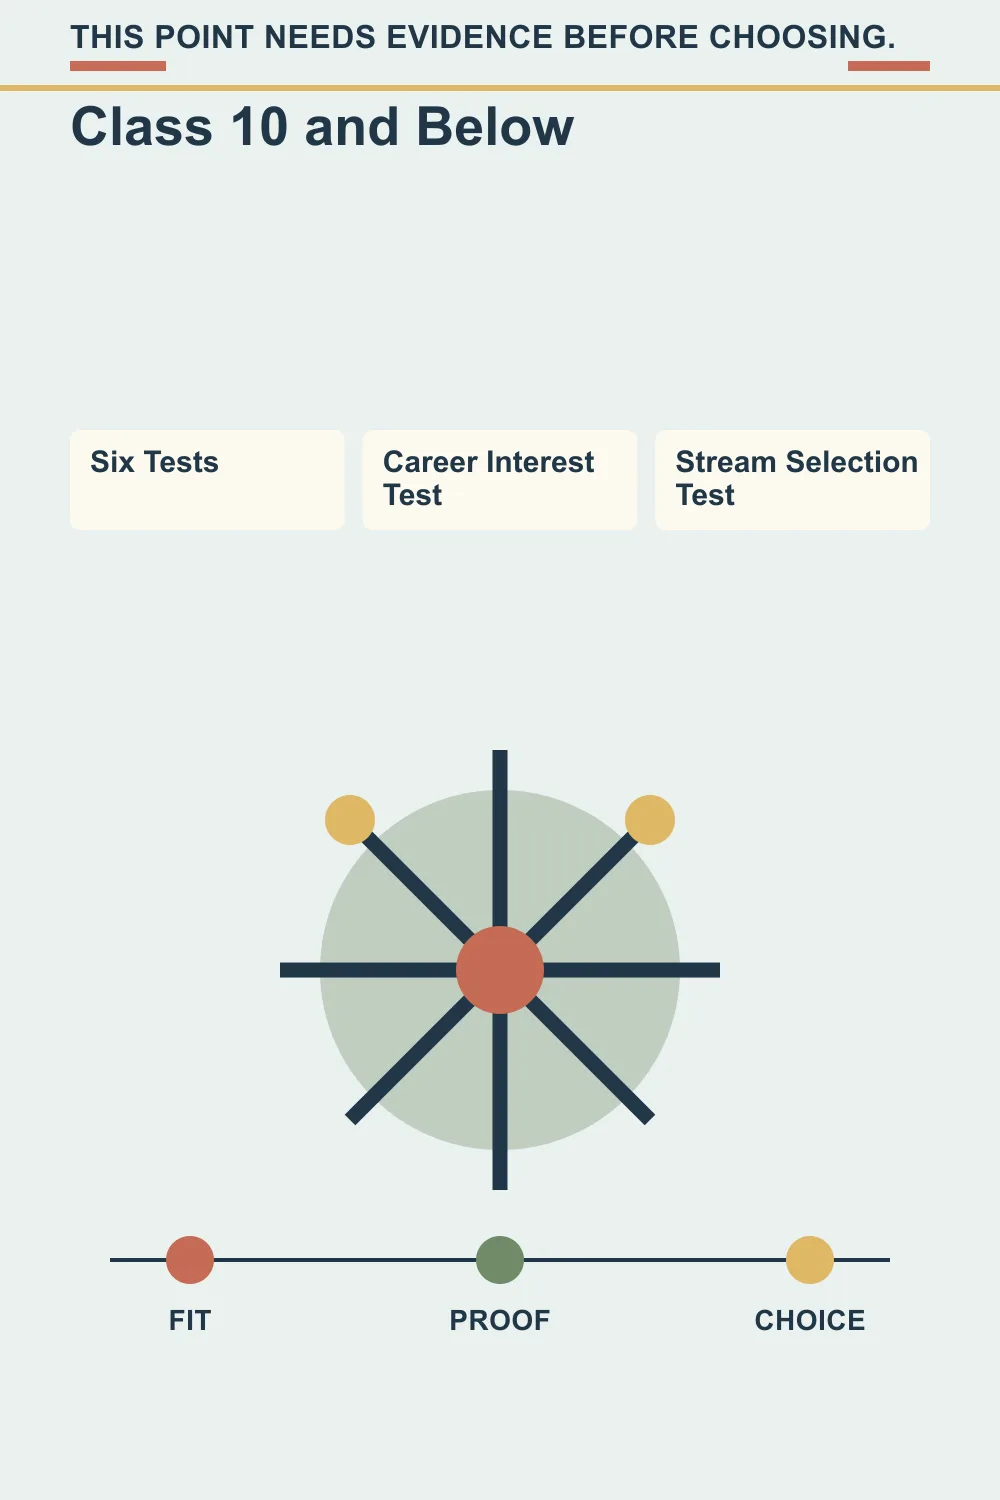 THIS POINT NEEDS EVIDENCE BEFORE CHOOSING.
Class 10 and Below
Six Tests
Career Interest
Test
Stream Selection
Test
FIT
PROOF
CHOICE